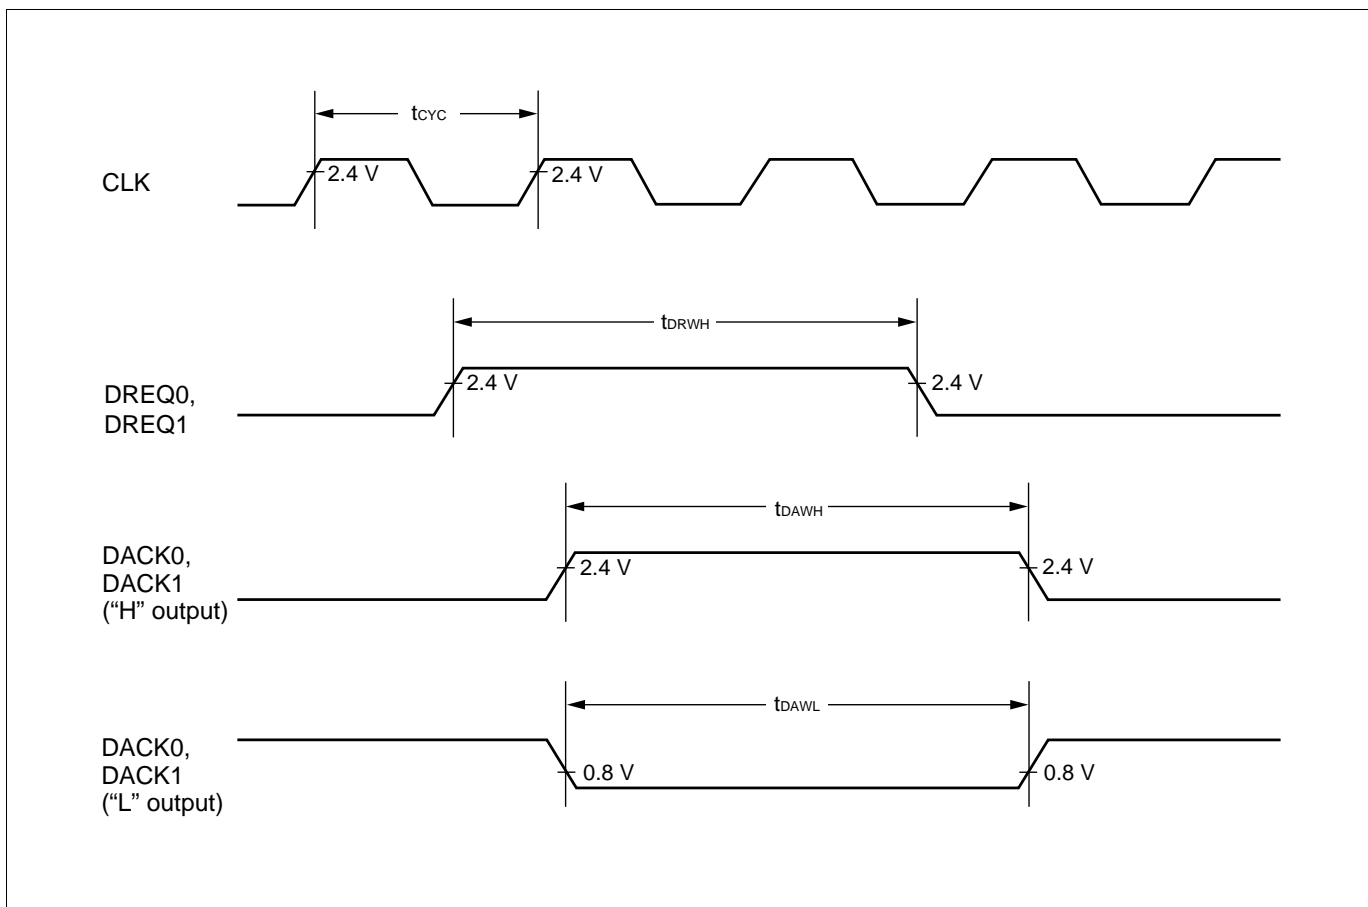 tCYC
CLK
2.4 V
2.4 V
tDRWH
DREQ0,
DREQ1
2.4 V
2.4 V
tDAWH
DACK0,
DACK1
(“H” output)
2.4 V
2.4 V
tDAWL
DACK0,
DACK1
(“L” output)
0.8 V
0.8 V